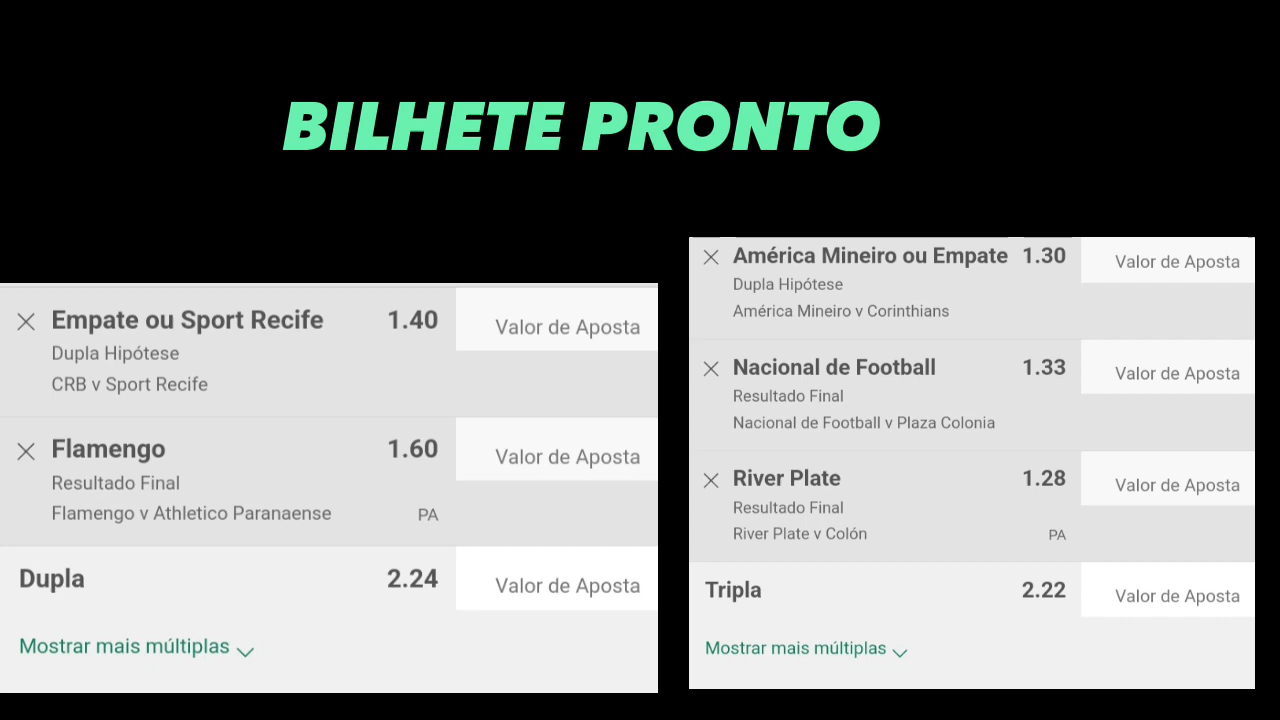 BILHETE PRONTO
Empate ou Sport Recife 1.40 Valor de Aposta
Dupla Hipótese
CRB v Sport Recife
Flamengo 1.60 Valor de Aposta
Resultado Final
Flamengo v Athletico Paranaense PA
Dupla 2.24 Valor de Aposta
Mostrar mais múltiplas
América Mineiro ou Empate 1.30 Valor de Aposta
Dupla Hipótese
América Mineiro v Corinthians
Nacional de Football 1.33 Valor de Aposta
Resultado Final
Nacional de Football v Plaza Colonia
River Plate 1.28 Valor de Aposta
Resultado Final
River Plate v Colón PA
Tripla 2.22 Valor de Aposta
Mostrar mais múltiplas